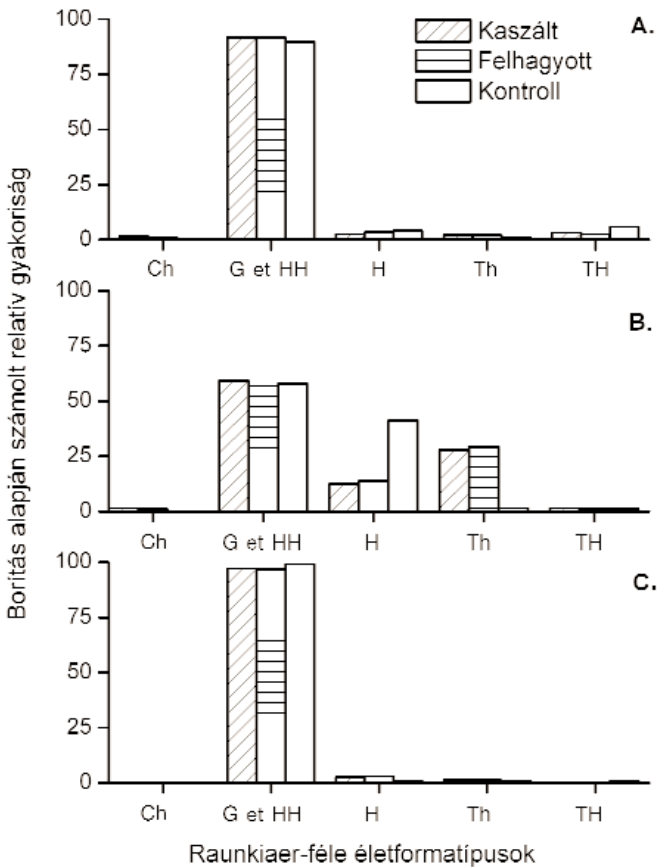 Borítás alapján számolt relatív gyakoriság
100
75
50
25
0
Kaszált
Felhagyott
Kontroll
A.
Ch
G et HH
H
Th
TH
100
75
50
25
0
B.
Ch
G et HH
H
Th
TH
100
75
50
25
0
C.
Ch
G et HH
H
Th
TH
Raunkiaer-féle életformatípusok